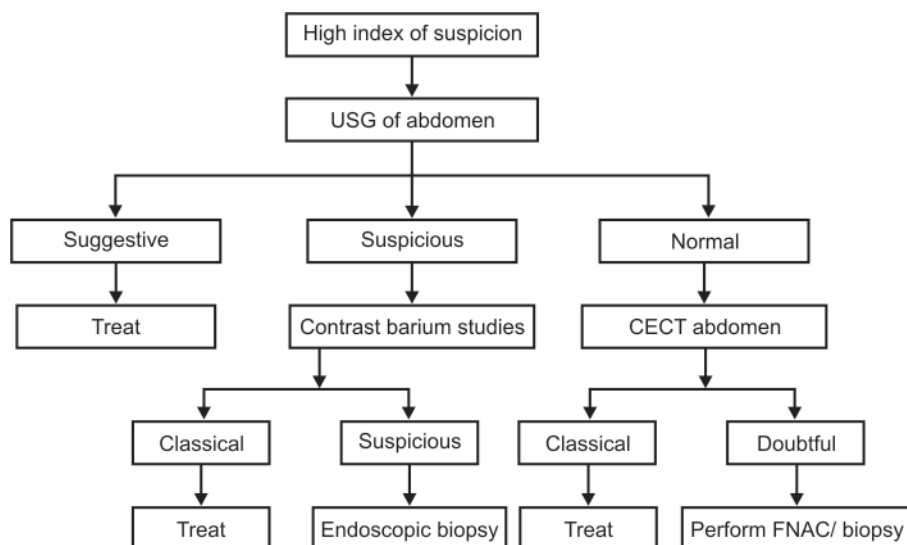 High index of suspicion
USG of abdomen
Suggestive
Suspicious
Normal
Treat
Contrast barium studies
CECT abdomen
Classical
Suspicious
Classical
Doubtful
Treat
Endoscopic biopsy
Treat
Perform FNAC/ biopsy